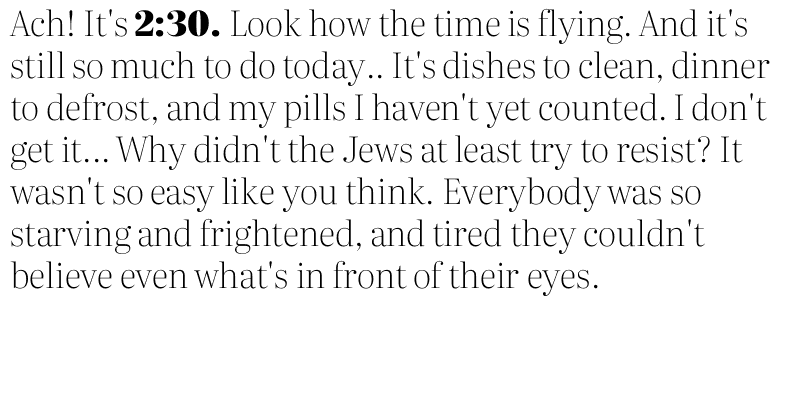 Ach! It's 2:30. Look how the time is flying. And it's
still so much to do today.. It's dishes to clean, dinner
to defrost, and my pills I haven't yet counted. I don't
get it... Why didn't the Jews at least try to resist? It
wasn't so easy like you think. Everybody was so
starving and frightened, and tired they couldn't
believe even what's in front of their eyes.